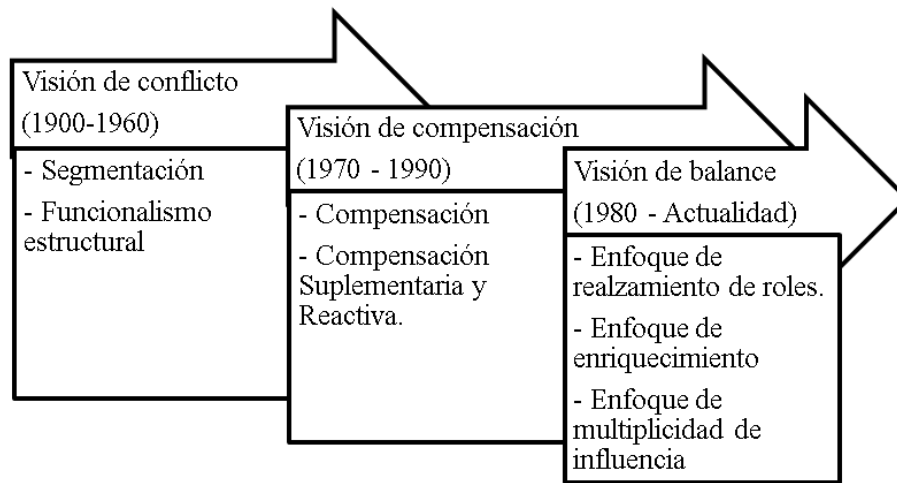 Visión de conflicto
(1900-1960)
- Segmentación
- Funcionalismo
estructural
Visión de compensación
(1970 - 1990)
- Compensación
- Compensación
Suplementaria y
Reactiva.
Visión de balance
(1980 - Actualidad)
- Enfoque de
realzamiento de roles.
- Enfoque de
enriquecimiento
- Enfoque de
multiplicidad de
influencia